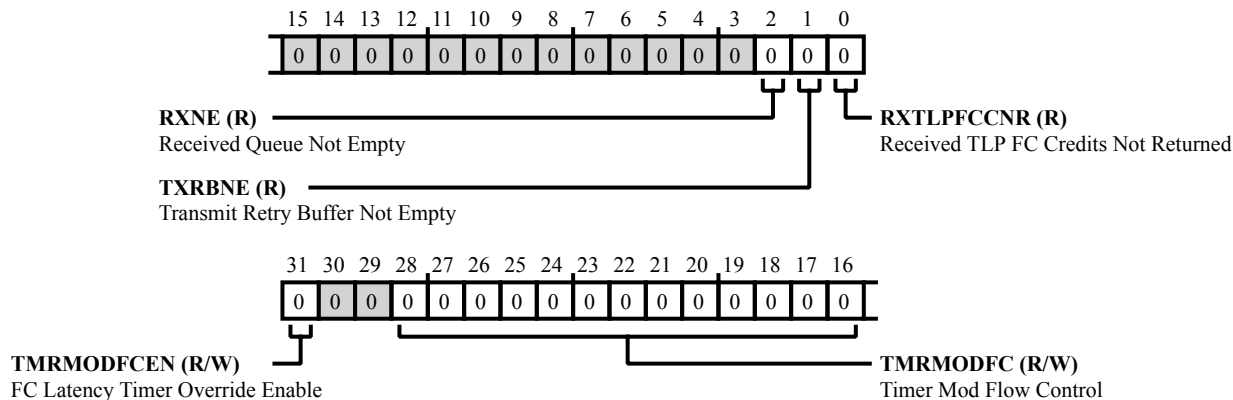 15 14 13 12 11 10 9 8 7 6 5 4 3 2 1 0
0 0 0 0 0 0 0 0 0 0 0 0 0 0 0 0
RXNE (R)
Received Queue Not Empty
RXTLPFCCNR (R)
Received TLP FC Credits Not Returned
TXRBNE (R)
Transmit Retry Buffer Not Empty
31 30 29 28 27 26 25 24 23 22 21 20 19 18 17 16
0 0 0 0 0 0 0 0 0 0 0 0 0 0 0 0
TMRMODFCEN (R/W)
FC Latency Timer Override Enable
TMRMODFC (R/W)
Timer Mod Flow Control